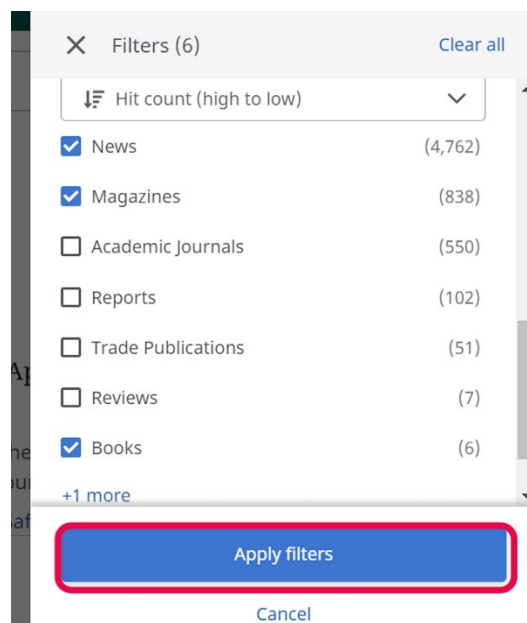 Filters (6) Clear all
Hit count (high to low)
News (4,762)
Magazines (838)
Academic Journals (550)
Reports (102)
Trade Publications (51)
Reviews (7)
Books (6)
+1 more
Apply filters
Cancel